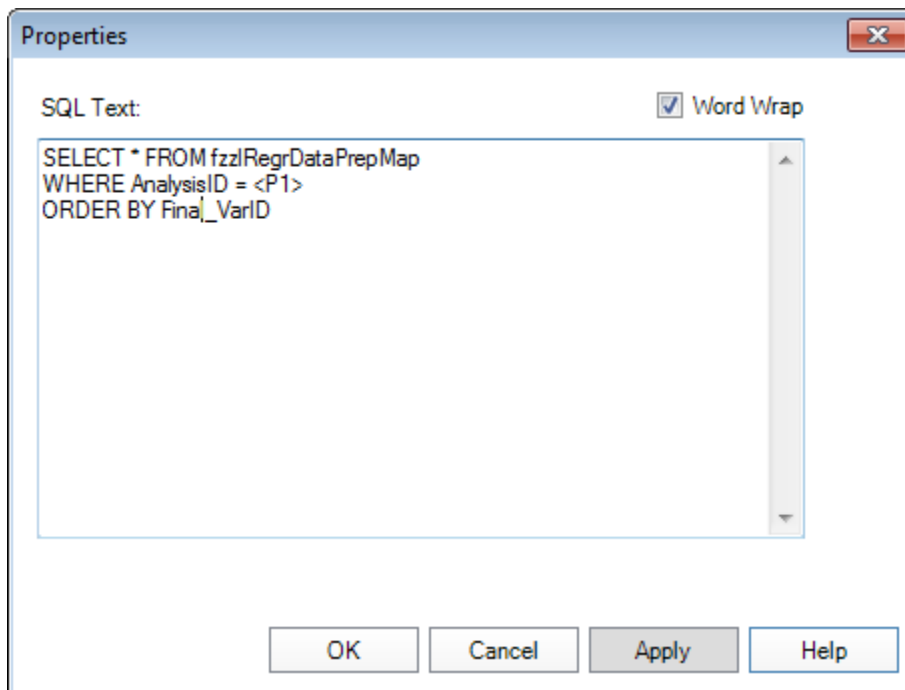 Properties
SQL Text:
Word Wrap
SELECT * FROM fzzlRegrDataPrepMap
WHERE AnalysisID = <P1>
ORDER BY Final_VarID
OK
Cancel
Apply
Help